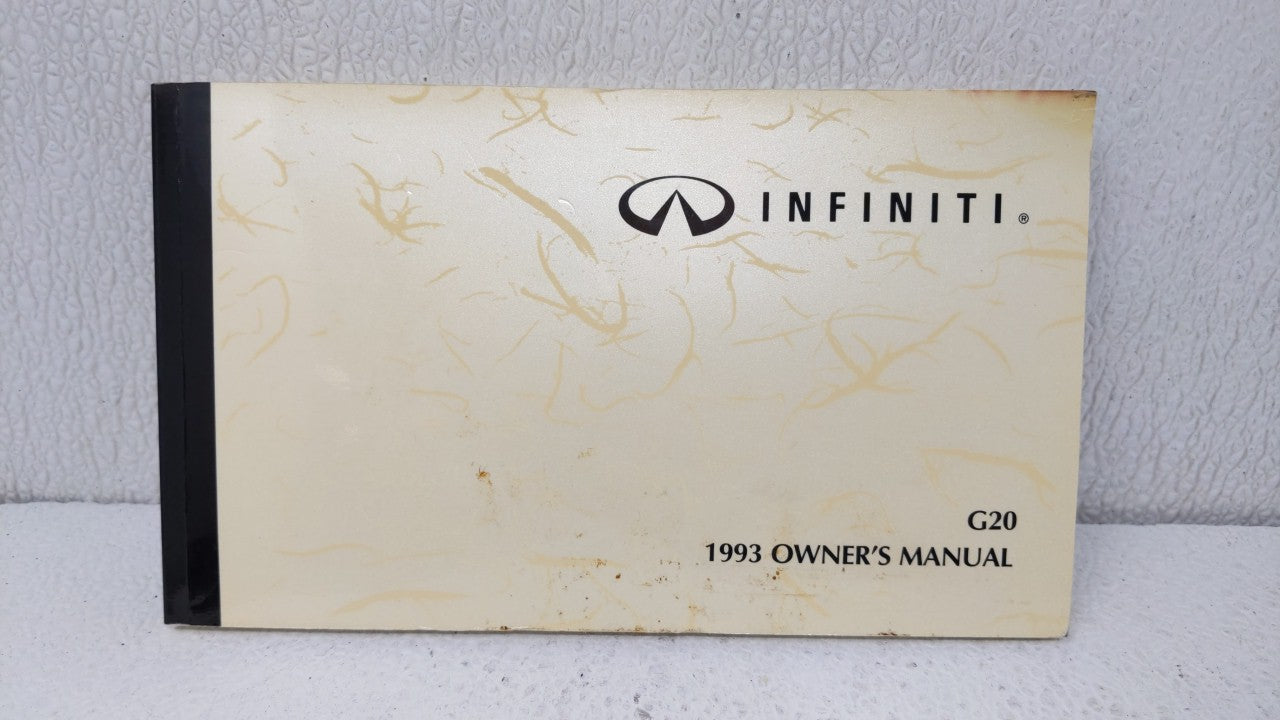 INFINITI®
G20
1993 OWNER'S MANUAL